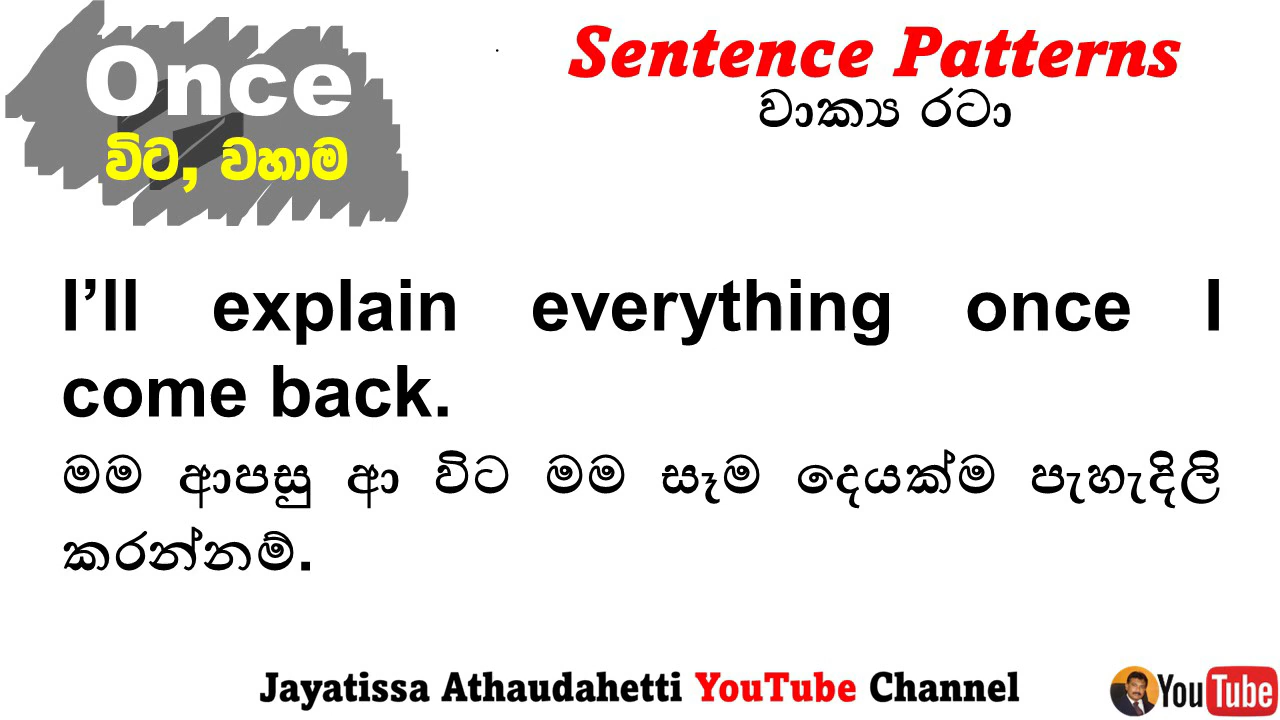 Once
විට, වහාම
Sentence Patterns
වාක්‍ය රටා
I’ll explain everything once I
come back.
මම ආපසු ආ විට මම සෑම දෙයක්ම පැහැදිලි
කරන්නම්.
Jayatissa Athaudahetti YouTube Channel
YouTube